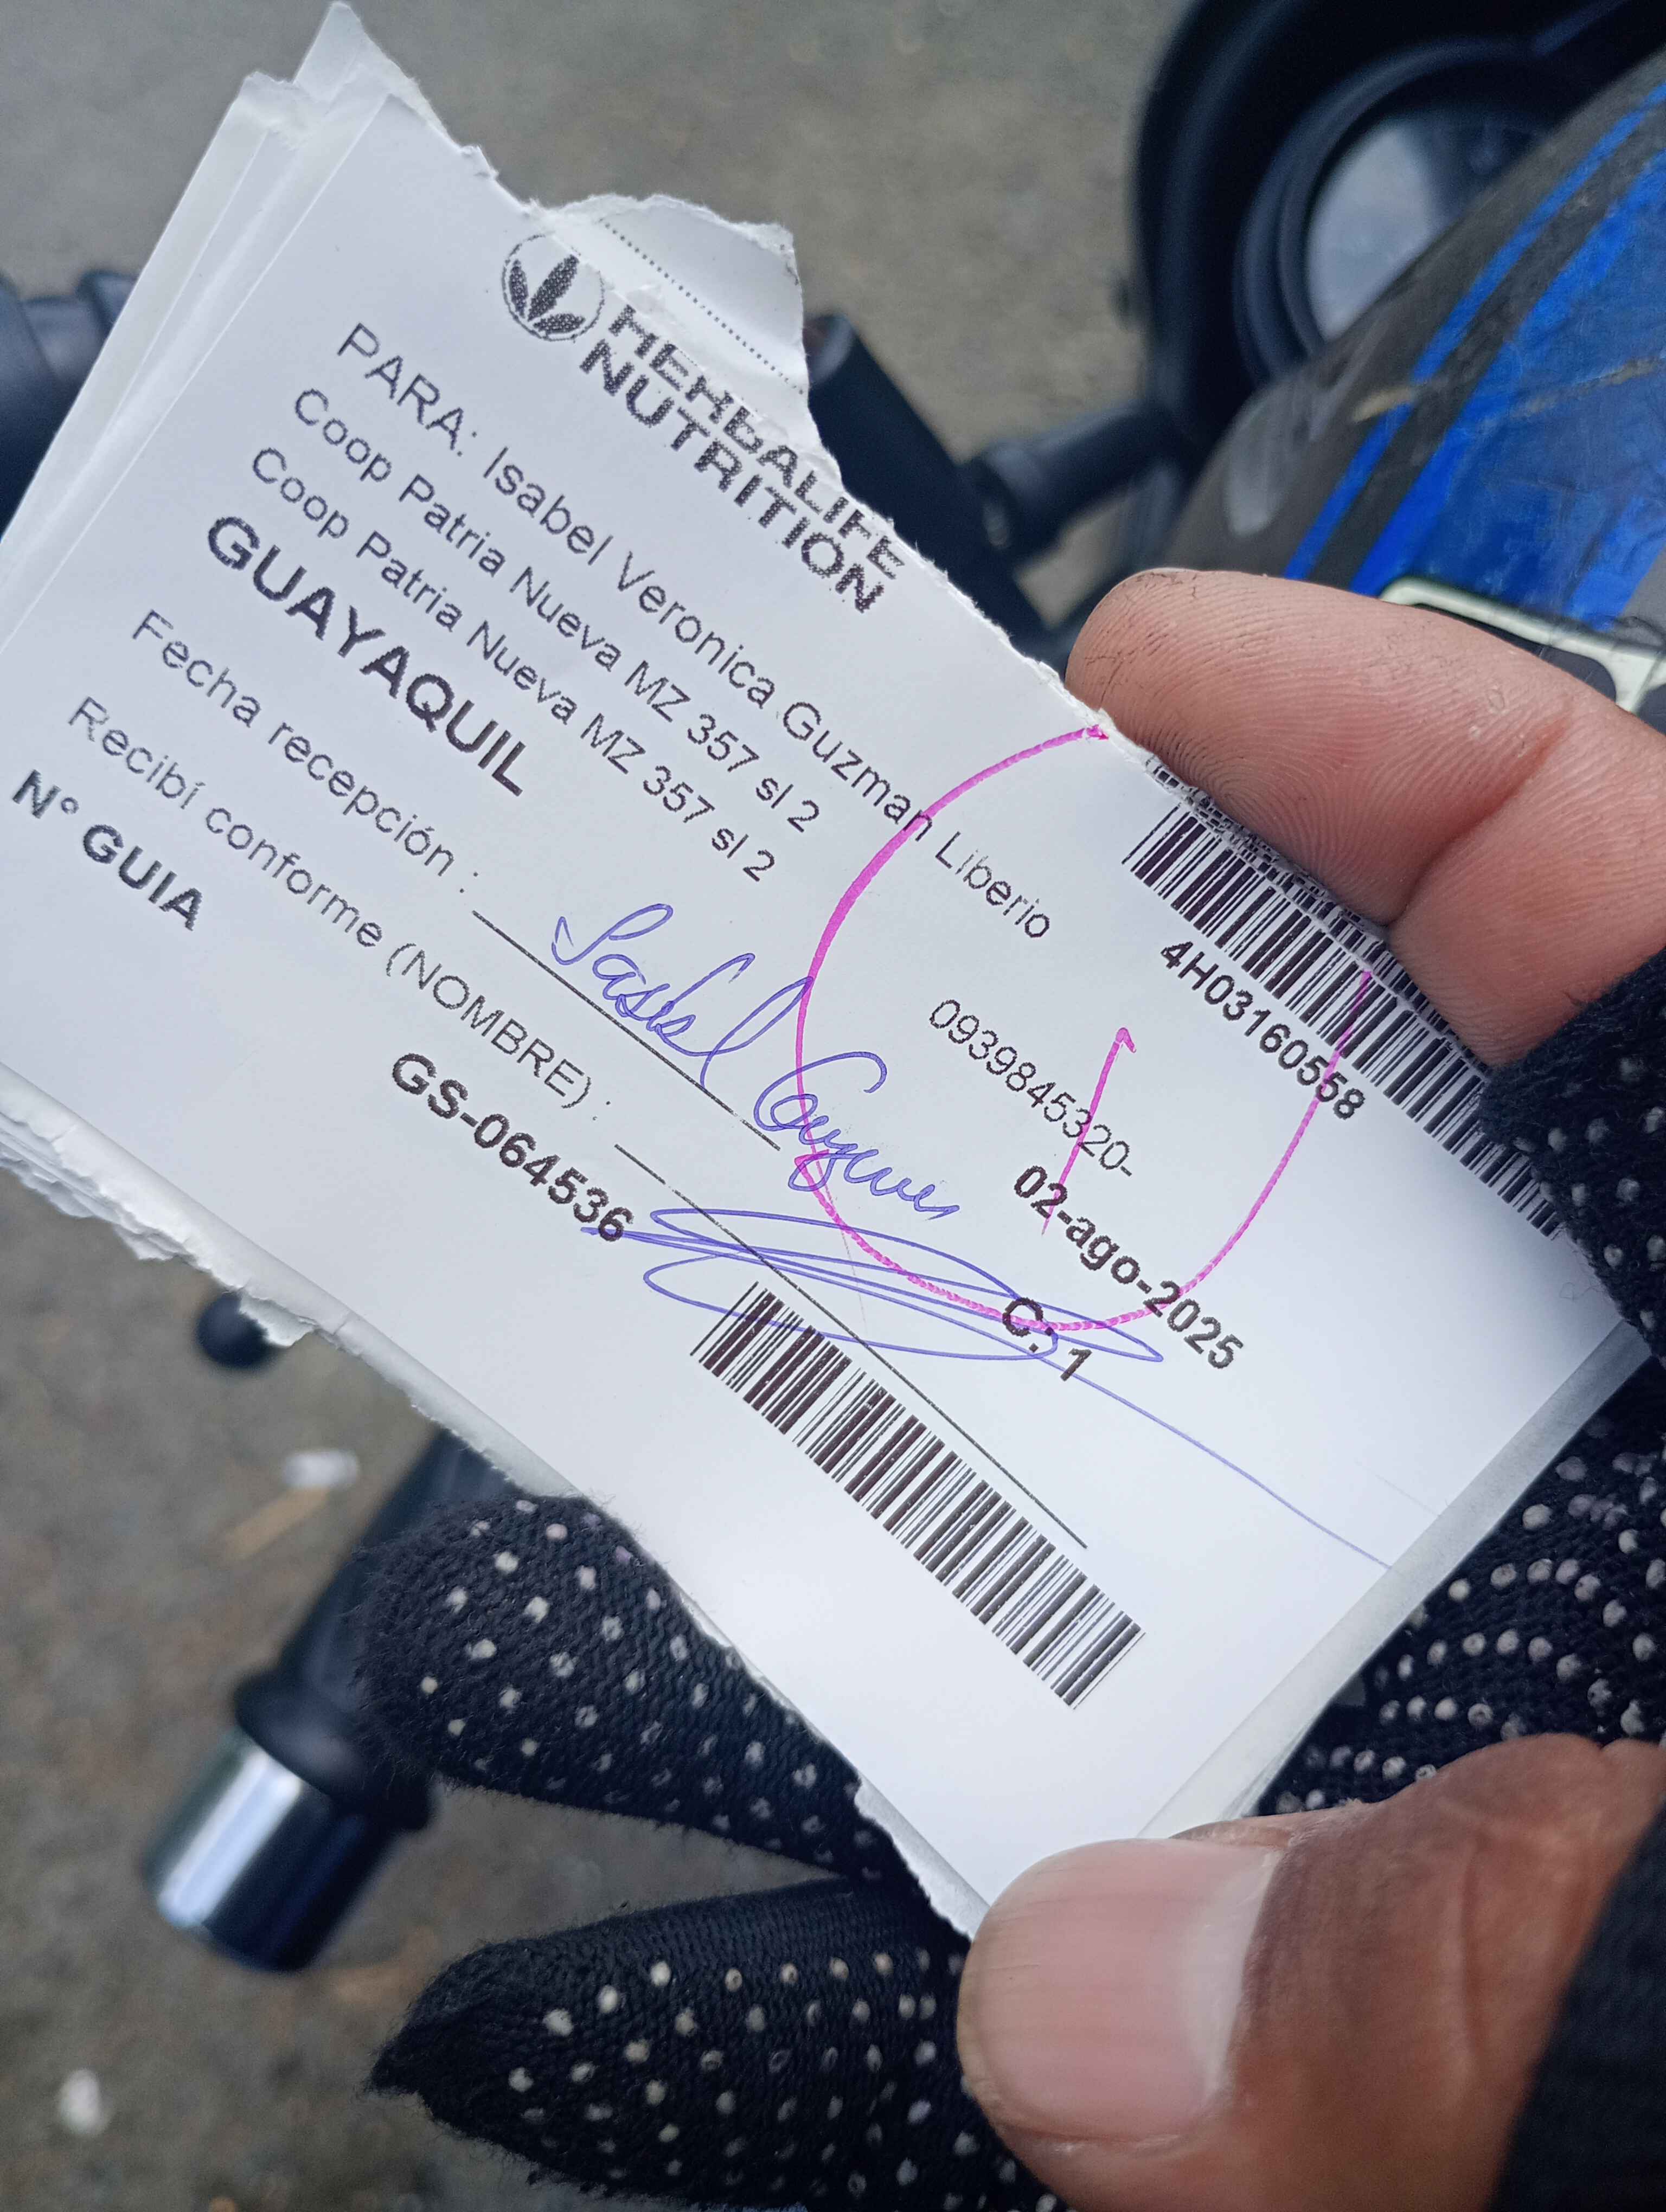 HERBALIFE
NUTRITION
4H03160558
PARA: Isabel Veronica Guzman Liberio
Coop Patria Nueva MZ 357 sl 2
Coop Patria Nueva MZ 357 sl 2
0939845320-
GUAYAQUIL
02-ago-2025
Fecha recepción :
C: 1
Recibí conforme (NOMBRE):
N° GUIA
GS-064536